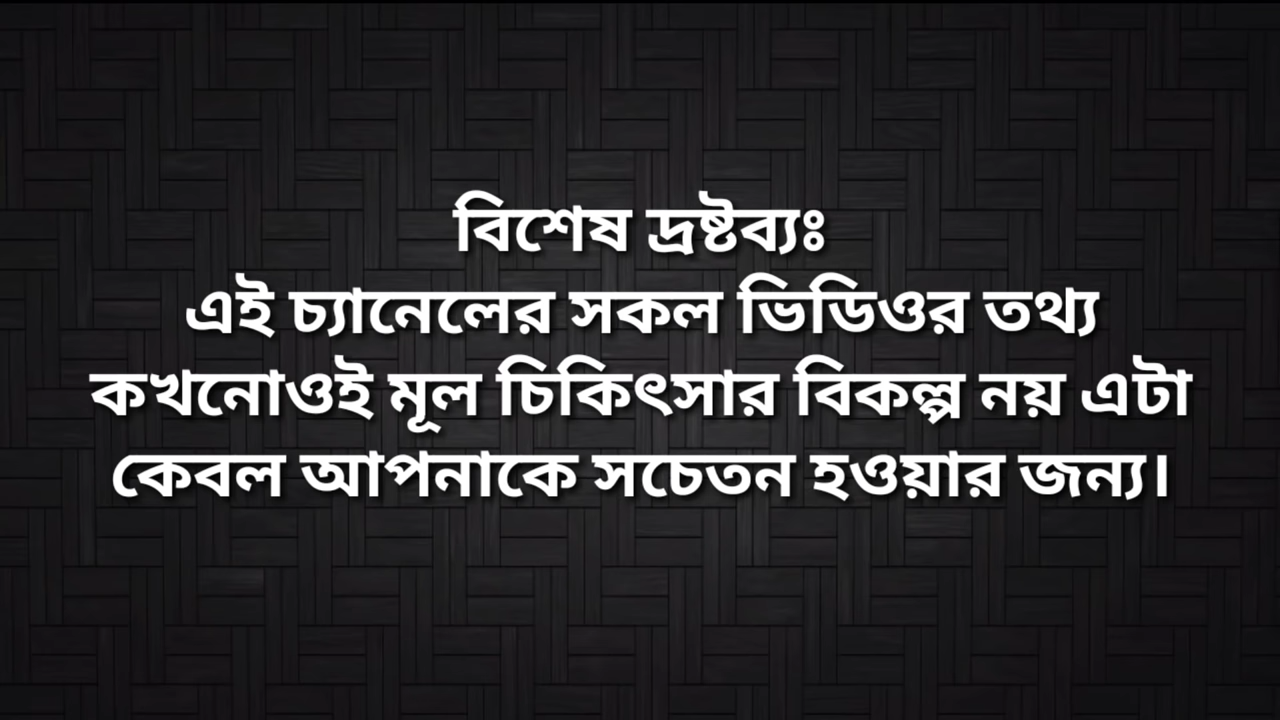 বিশেষ দ্রষ্টব্যঃ
এই চ্যানেলের সকল ভিডিওর তথ্য
কখনোওই মূল চিকিৎসার বিকল্প নয় এটা
কেবল আপনাকে সচেতন হওয়ার জন্য।